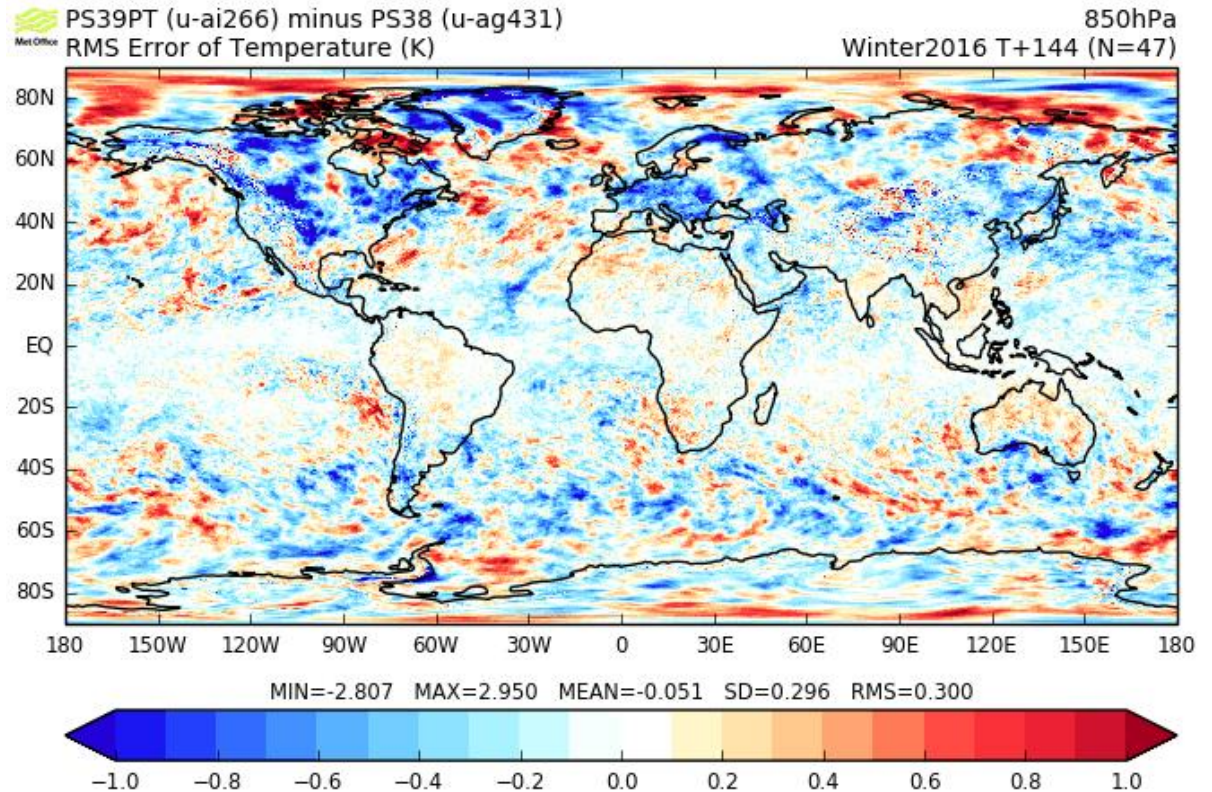 PS39PT (u-ai266) minus PS38 (u-ag431) 850hPa
Met Office
RMS Error of Temperature (K) Winter2016 T+144 (N=47)
80N
60N
40N
20N
EQ
20S
40S
60S
80S
180 150W 120W 90W 60W 30W 0 30E 60E 90E 120E 150E 180
MIN=-2.807 MAX=2.950 MEAN=-0.051 SD=0.296 RMS=0.300
−1.0 −0.8 −0.6 −0.4 −0.2 0.0 0.2 0.4 0.6 0.8 1.0